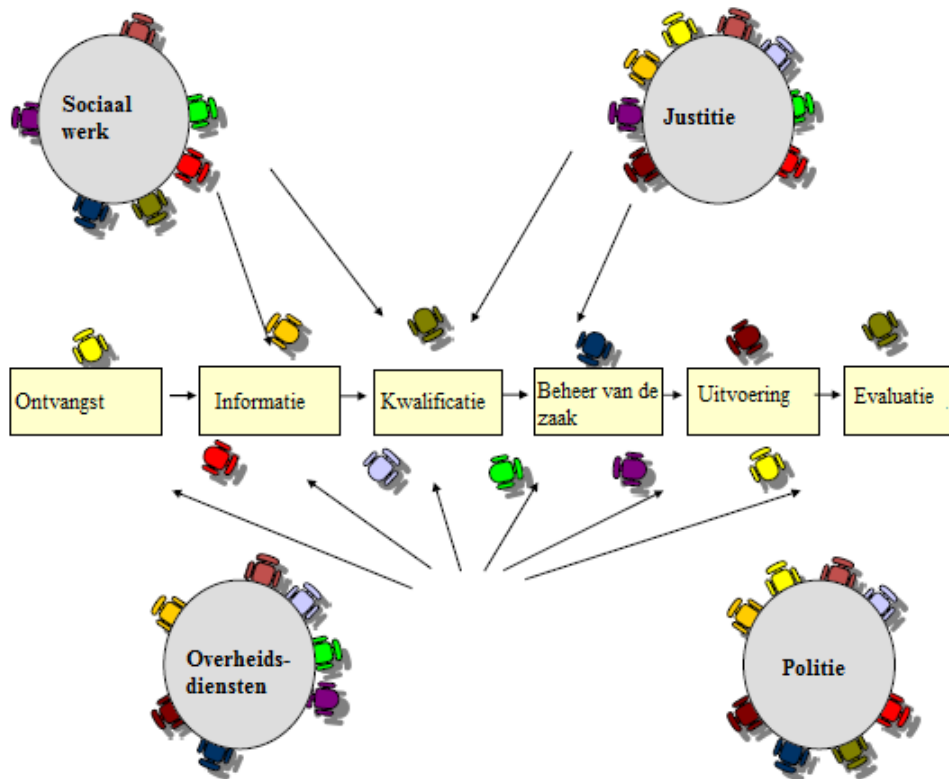 Sociaal
werk
Justitie
Ontvangst
Informatie
Kwalificatie
Beheer van de
zaak
Uitvoering
Evaluatie .
Overheids-
diensten
Politie